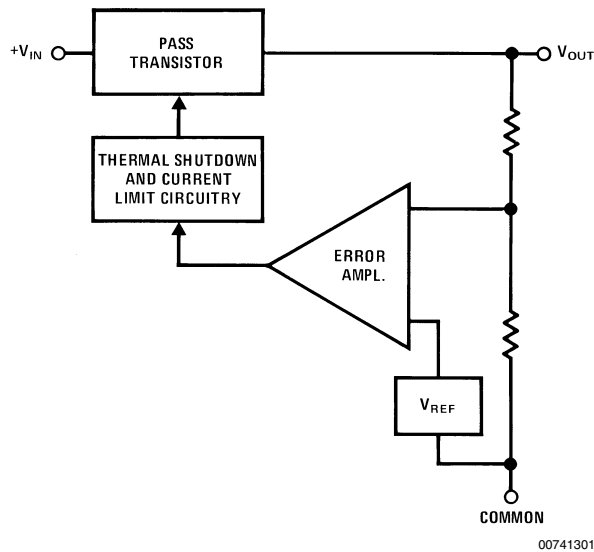 +VIN
PASS
TRANSISTOR
VOUT
THERMAL SHUTDOWN
AND CURRENT
LIMIT CIRCUITRY
ERROR
AMPL.
VREF
COMMON
00741301